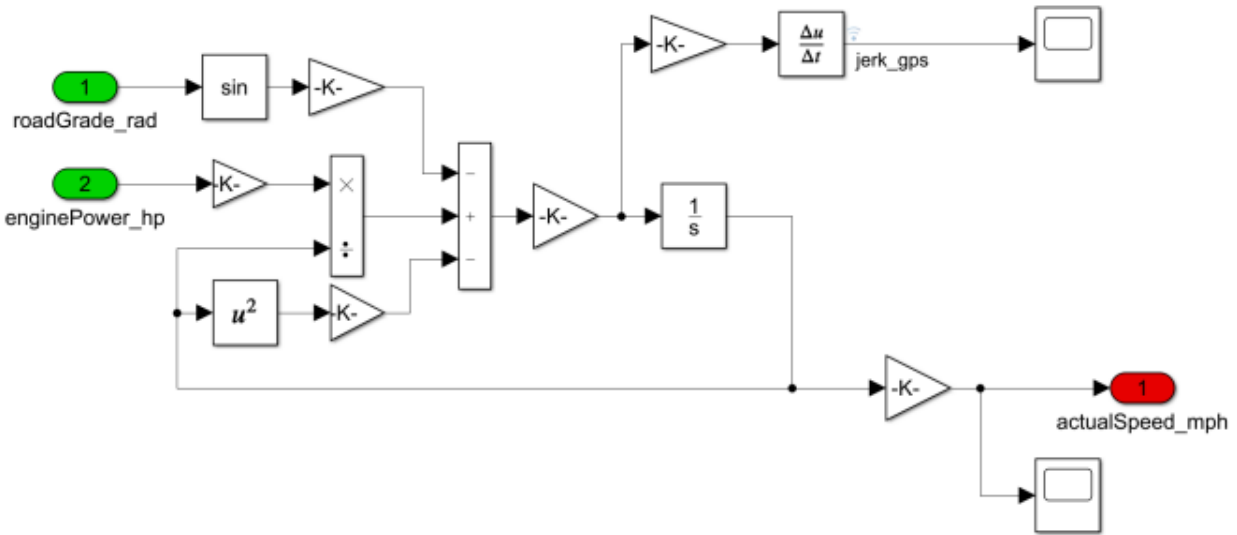 -K-
Δu
Δt
jerk_gps
1
roadGrade_rad
sin
-K-
2
enginePower_hp
-K-
×
÷
−
+
−
-K-
1
s
u²
-K-
-K-
1
actualSpeed_mph